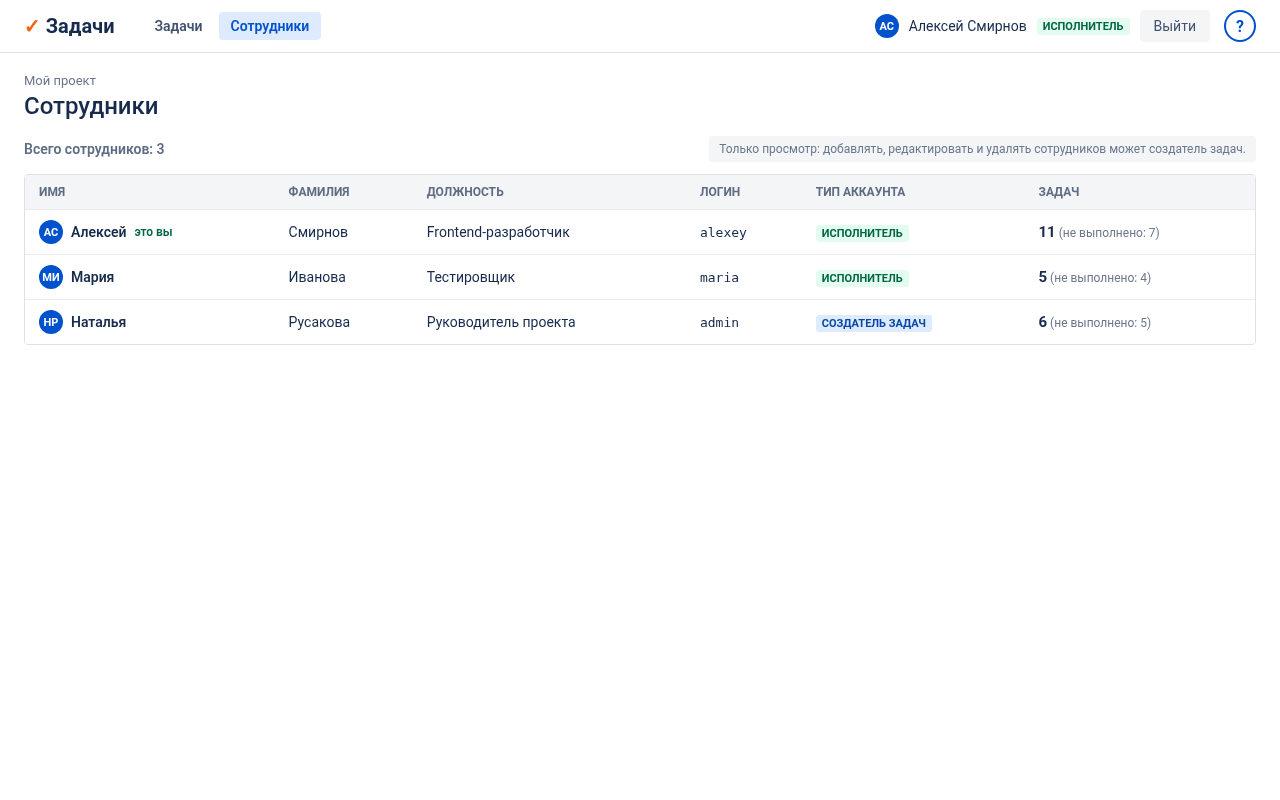 ✓ Задачи Задачи Сотрудники АС Алексей Смирнов ИСПОЛНИТЕЛЬ Выйти ?
Мой проект
Сотрудники
Всего сотрудников: 3 Только просмотр: добавлять, редактировать и удалять сотрудников может создатель задач.
ИМЯ ФАМИЛИЯ ДОЛЖНОСТЬ ЛОГИН ТИП АККАУНТА ЗАДАЧ
АС Алексей это вы Смирнов Frontend-разработчик alexey ИСПОЛНИТЕЛЬ 11 (не выполнено: 7)
МИ Мария Иванова Тестировщик maria ИСПОЛНИТЕЛЬ 5 (не выполнено: 4)
НР Наталья Русакова Руководитель проекта admin СОЗДАТЕЛЬ ЗАДАЧ 6 (не выполнено: 5)